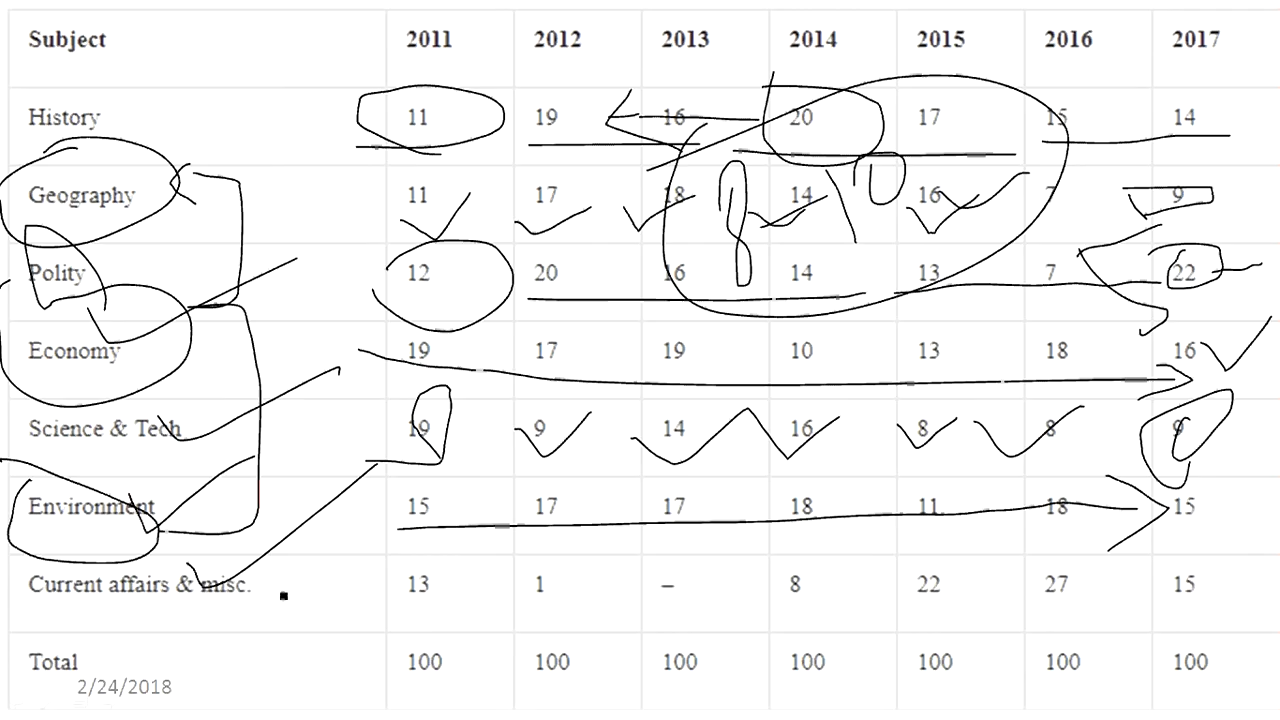 Subject 2011 2012 2013 2014 2015 2016 2017
History 11 19 16 20 17 15 14
Geography 11 17 18 14 16 7 9
Polity 12 20 16 14 13 7 22
Economy 19 17 19 10 13 18 16
Science & Tech 19 9 14 16 8 8 9
Environment 15 17 17 18 11 18 15
Current affairs & misc. 13 1 – 8 22 27 15
Total 100 100 100 100 100 100 100
2/24/2018